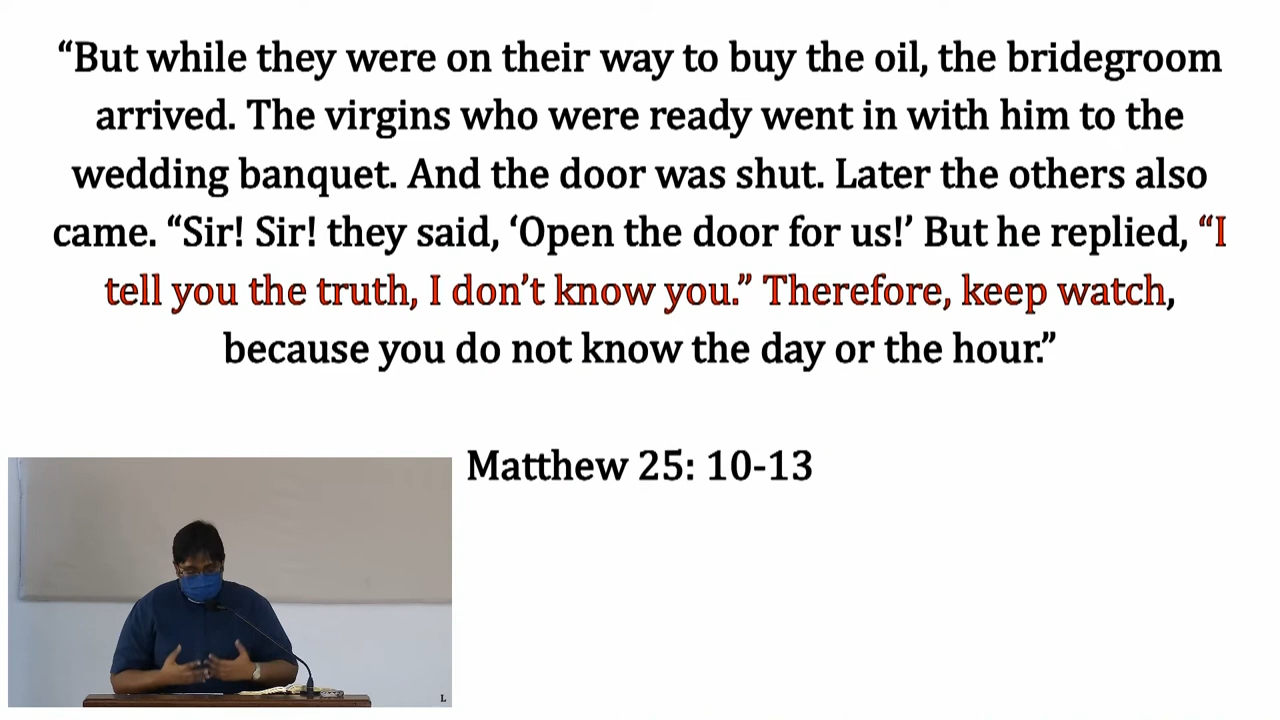 “But while they were on their way to buy the oil, the bridegroom
arrived. The virgins who were ready went in with him to the
wedding banquet. And the door was shut. Later the others also
came. “Sir! Sir! they said, ‘Open the door for us!’ But he replied, “I
tell you the truth, I don’t know you.” Therefore, keep watch,
because you do not know the day or the hour.”
Matthew 25: 10-13
L